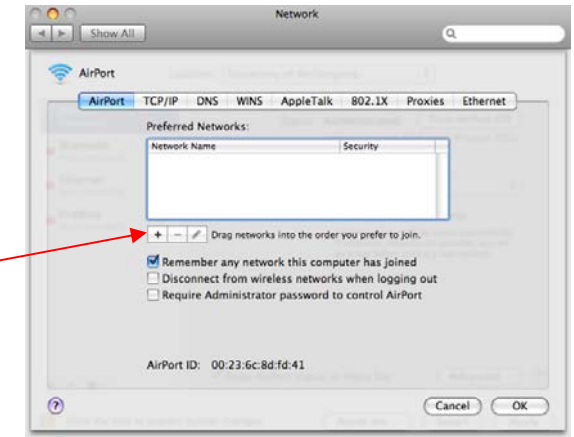 Network
Show All
AirPort
AirPort TCP/IP DNS WINS AppleTalk 802.1X Proxies Ethernet
Preferred Networks:
Network Name Security
+ − Drag networks into the order you prefer to join.
Remember any network this computer has joined
Disconnect from wireless networks when logging out
Require Administrator password to control AirPort
AirPort ID: 00:23:6c:8d:fd:41
? Cancel OK